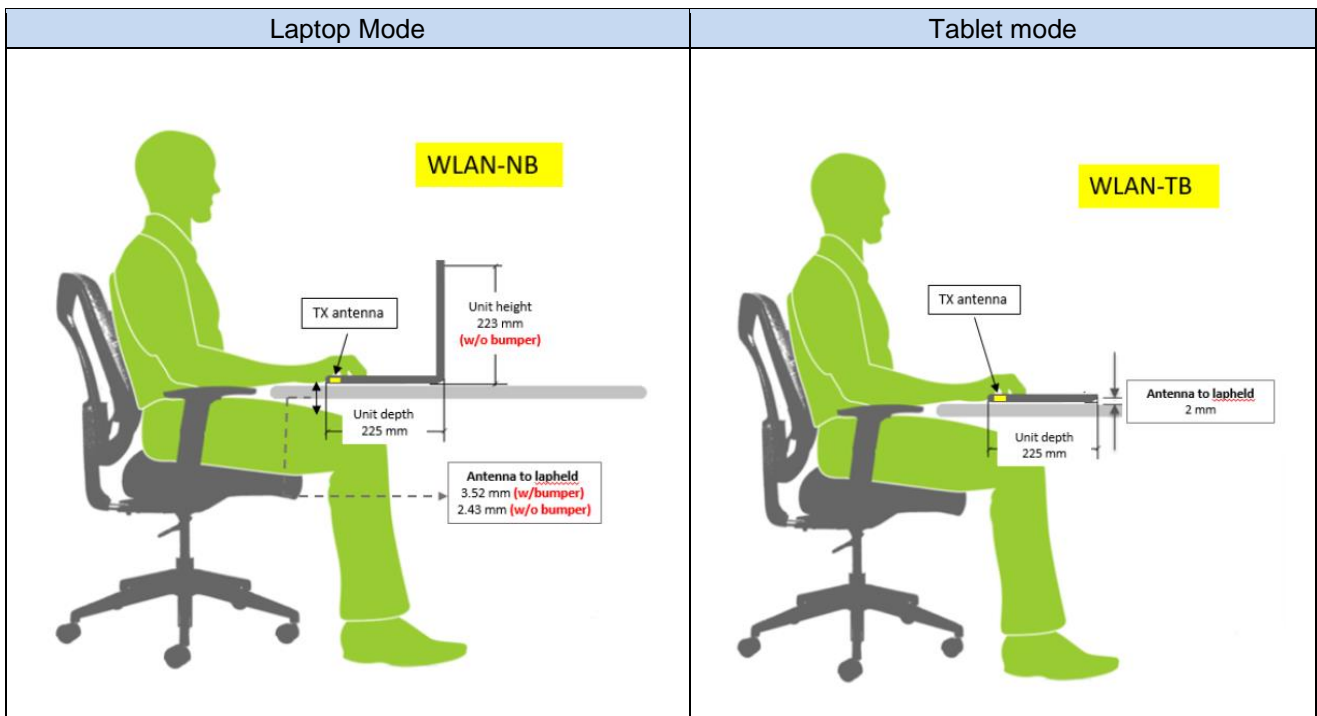 Laptop Mode
Tablet mode
WLAN-NB
TX antenna
Unit height
223 mm
(w/o bumper)
Unit depth
225 mm
Antenna to lapheld
3.52 mm (w/bumper)
2.43 mm (w/o bumper)
WLAN-TB
TX antenna
Antenna to lapheld
2 mm
Unit depth
225 mm